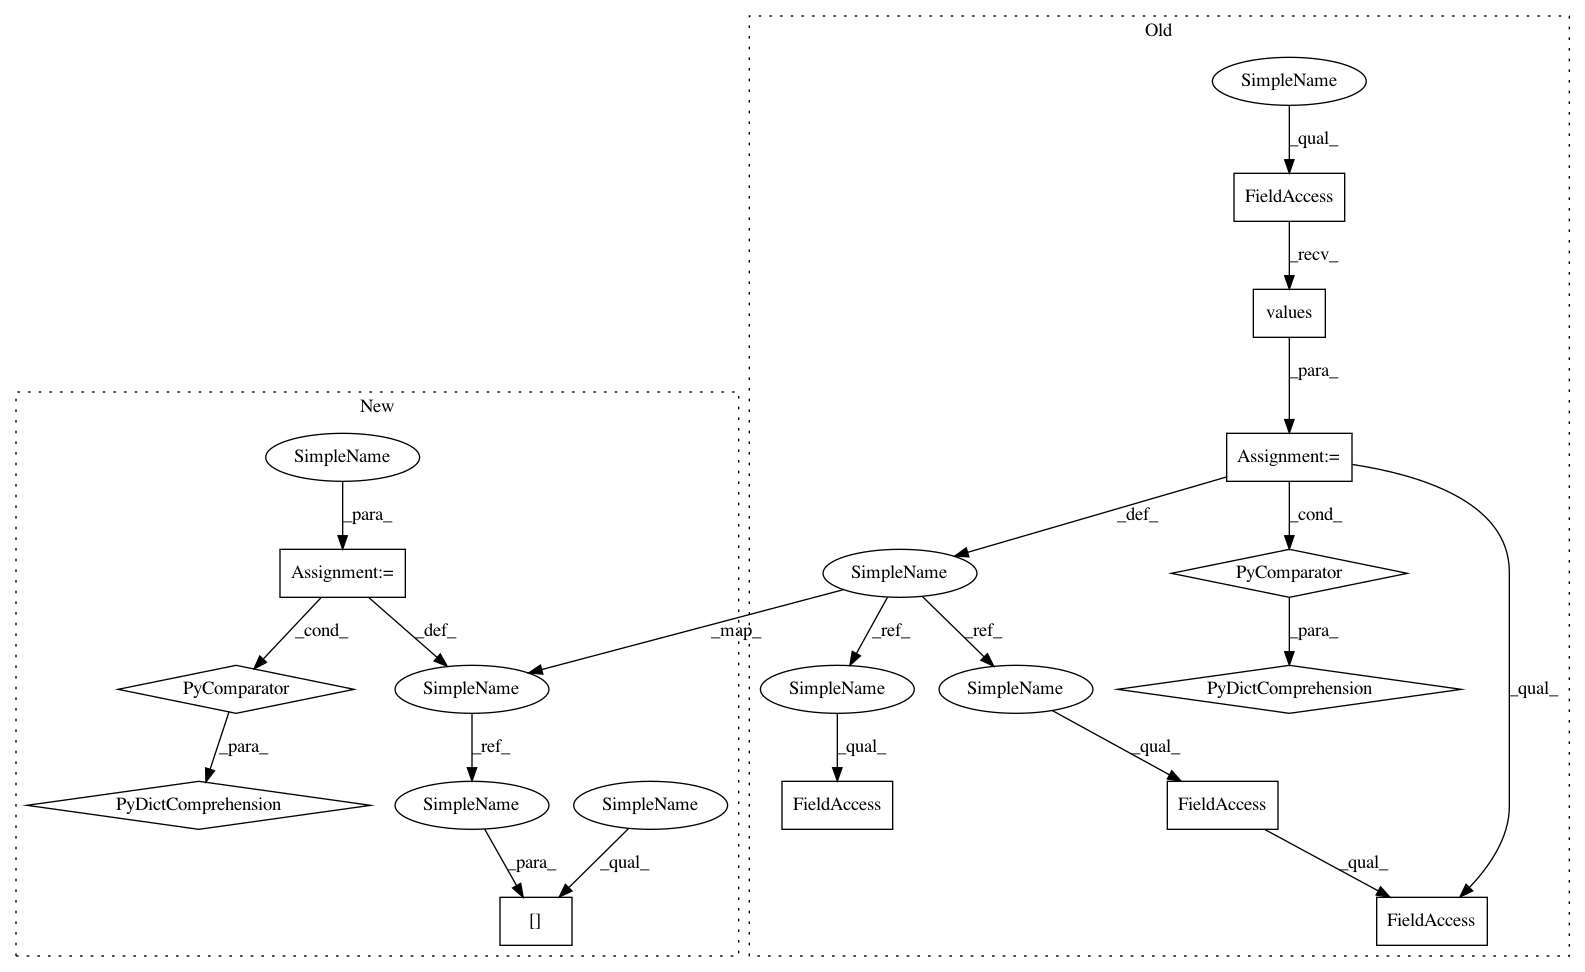 Old
SimpleName
_qual_
FieldAccess
_recv_
values
_para_
New
SimpleName
Assignment:=
_para_
_def_
_cond_
Assignment:=
SimpleName
PyComparator
_cond_
_def_
_map_
_ref_
_ref_
_para_
_qual_
PyComparator
SimpleName
SimpleName
SimpleName
PyDictComprehension
_para_
_ref_
_qual_
_qual_
PyDictComprehension
SimpleName
SimpleName
FieldAccess
FieldAccess
_para_
_qual_
_qual_
[]
FieldAccess